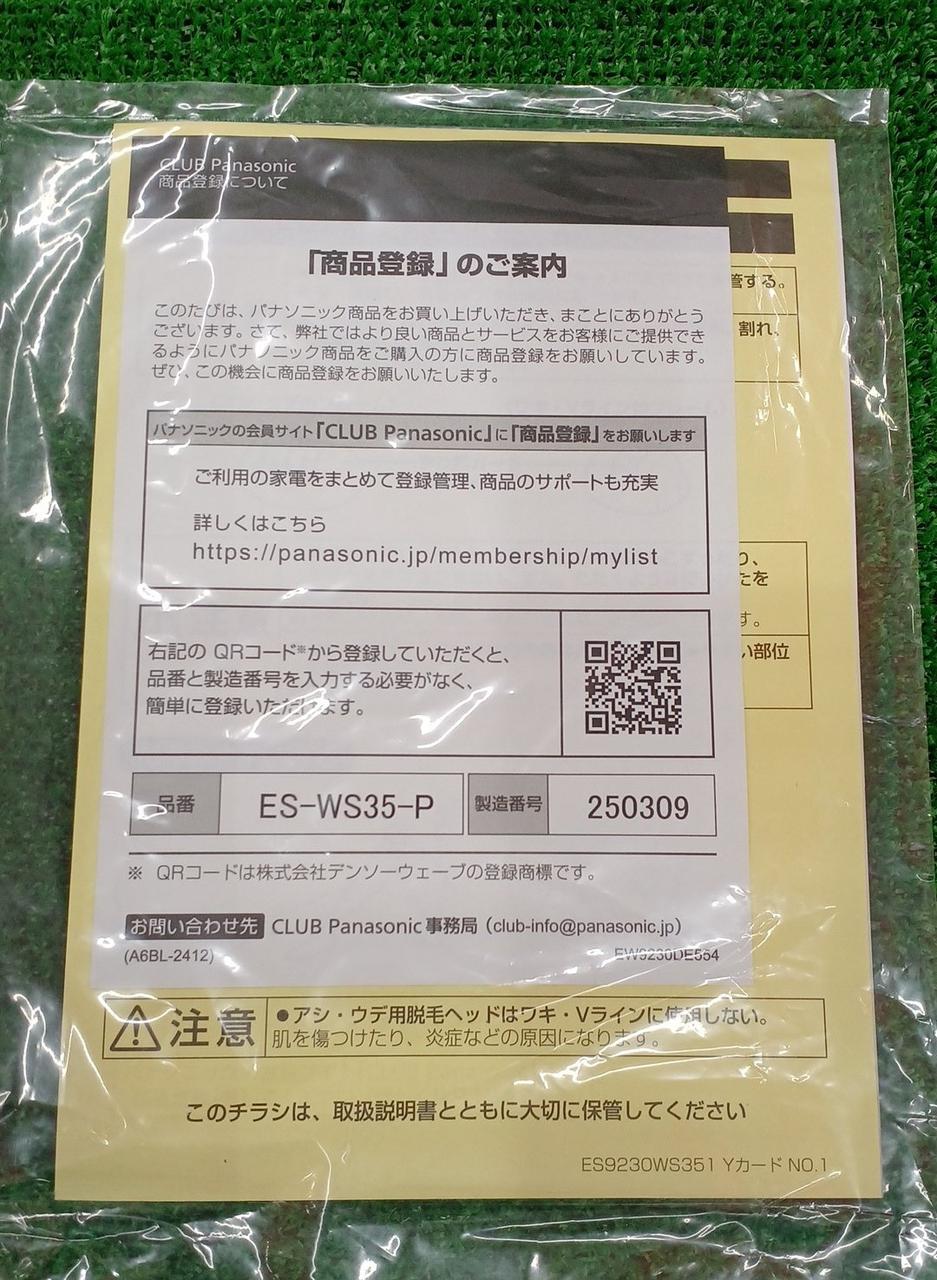 CLUB Panasonic
商品登録について
「商品登録」のご案内
このたびは、パナソニック商品をお買い上げいただき、まことにありがとう
ございます。さて、弊社ではより良い商品とサービスをお客様にご提供でき
るようにパナソニック商品をご購入の方に商品登録をお願いしています。
ぜひ、この機会に商品登録をお願いいたします。
パナソニックの会員サイト『CLUB Panasonic』に『商品登録』をお願いします
ご利用の家電をまとめて登録管理、商品のサポートも充実
詳しくはこちら
https://panasonic.jp/membership/mylist
右記の QRコード※から登録していただくと、
品番と製造番号を入力する必要がなく、
簡単に登録いただけます。
品番 ES-WS35-P 製造番号 250309
※ QRコードは株式会社デンソーウェーブの登録商標です。
お問い合わせ先 CLUB Panasonic 事務局（club-info@panasonic.jp）
(A6BL-2412) EW9230DE554
管する。
割れ、
り、
たを
す。
い部位
注意 ●アシ・ウデ用脱毛ヘッドはワキ・Vラインに使用しない。
肌を傷つけたり、炎症などの原因になります。
このチラシは、取扱説明書とともに大切に保管してください
ES9230WS351 Yカード NO.1